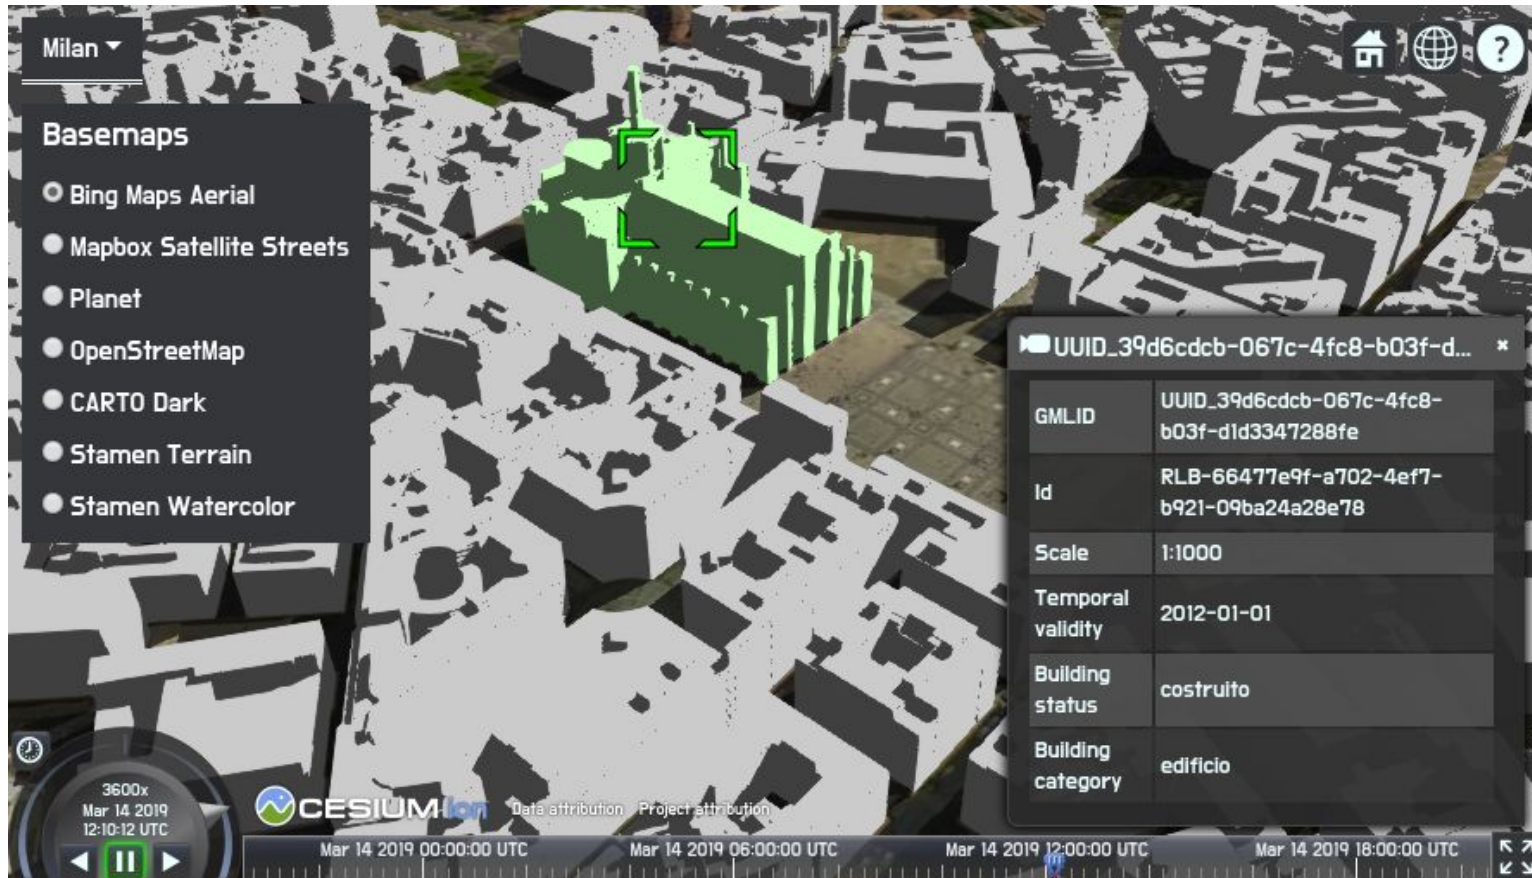 Milan
Basemaps
Bing Maps Aerial
Mapbox Satellite Streets
Planet
OpenStreetMap
CARTO Dark
Stamen Terrain
Stamen Watercolor
?
UUID_39d6cdcb-067c-4fc8-b03f-d...
GMLID
UUID_39d6cdcb-067c-4fc8-
b03f-d1d3347288fe
Id
RLB-66477e9f-a702-4ef7-
b921-09ba24a28e78
Scale
1:1000
Temporal
validity
2012-01-01
Building
status
costruito
Building
category
edificio
3600x
Mar 14 2019
12:10:12 UTC
CESIUM ion
Data attribution Project attribution
Mar 14 2019 00:00:00 UTC
Mar 14 2019 06:00:00 UTC
Mar 14 2019 12:00:00 UTC
Mar 14 2019 18:00:00 UTC